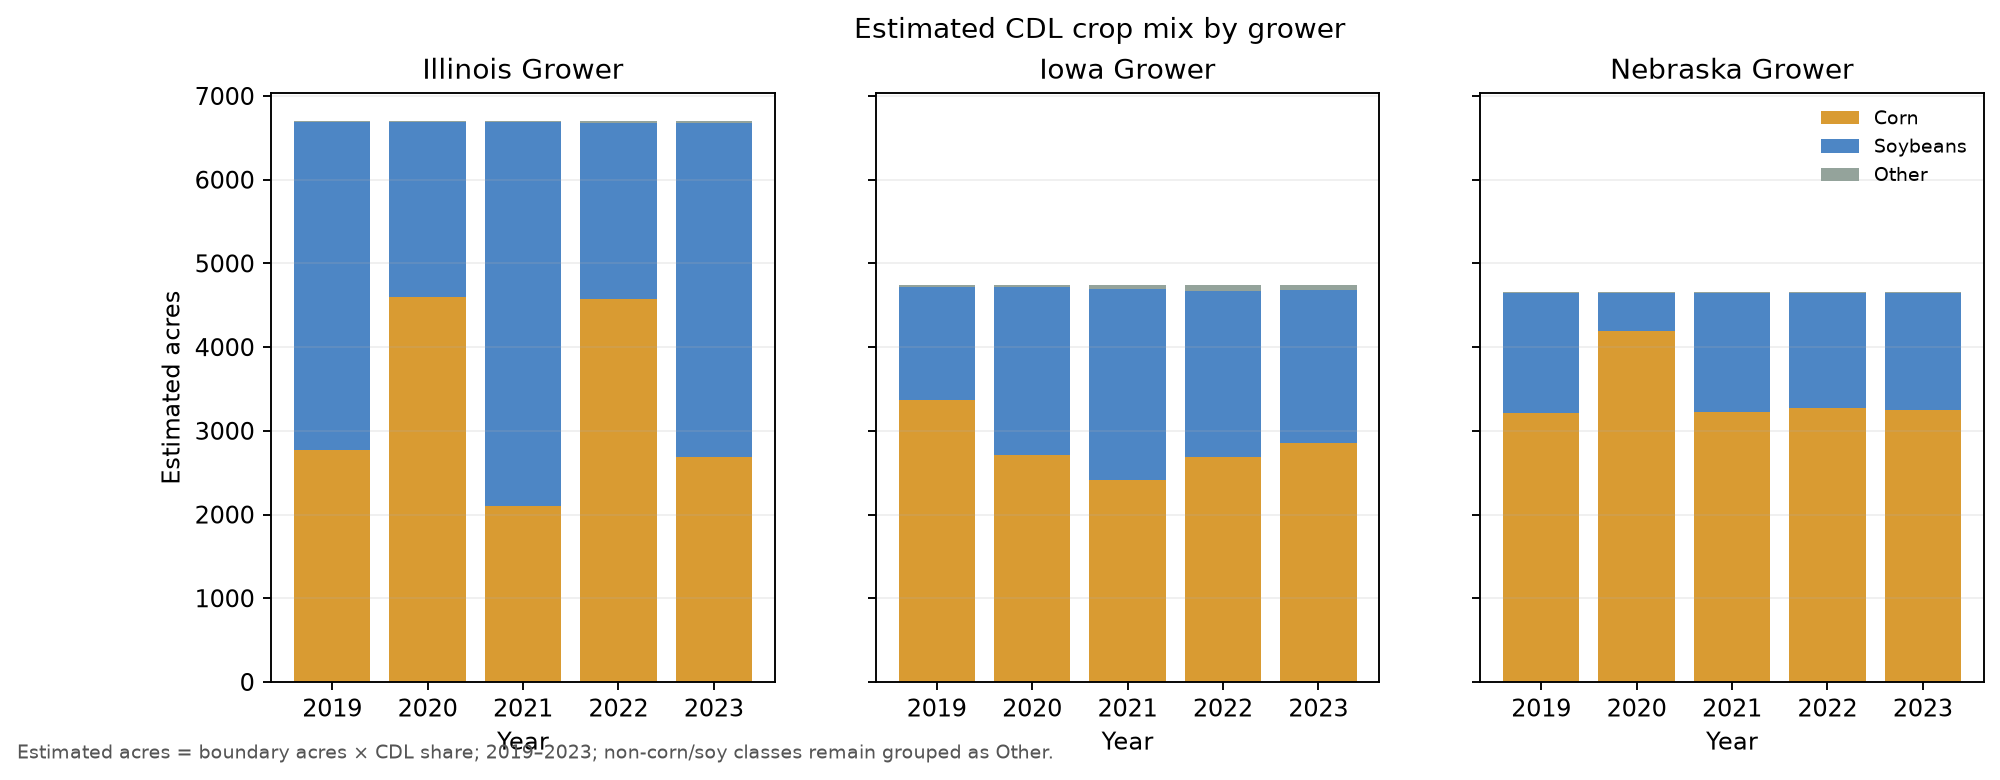 Estimated CDL crop mix by grower
Illinois Grower
Iowa Grower
Nebraska Grower
Estimated acres
7000
6000
5000
4000
3000
2000
1000
0
Corn
Soybeans
Other
2019 2020 2021 2022 2023
2019 2020 2021 2022 2023
2019 2020 2021 2022 2023
Year
Year
Year
Estimated acres = boundary acres × CDL share; 2019–2023; non-corn/soy classes remain grouped as Other.